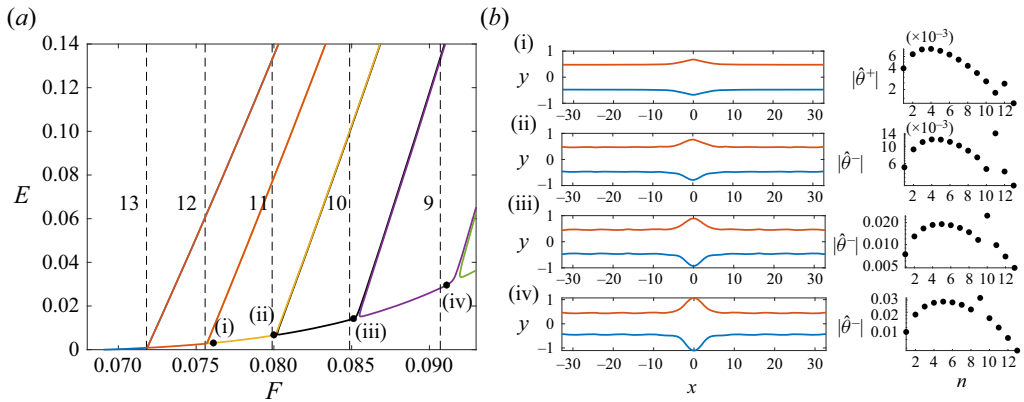 (a)
0.14
0.12
0.10
0.08
0.06
0.04
0.02
0
E
13
12
11
10
9
(i)
(ii)
(iii)
(iv)
0.070
0.075
0.080
0.085
0.090
F
(b)
(i)
1
0
−1
y
−30 −20 −10 0 10 20 30
(ii)
1
0
−1
y
−30 −20 −10 0 10 20 30
(iii)
1
0
−1
y
−30 −20 −10 0 10 20 30
(iv)
1
0
−1
y
−30 −20 −10 0 10 20 30
x
(×10⁻³)
|θ̂⁺|
6
4
2
2 4 6 8 10 12
(×10⁻³)
|θ̂⁻|
14
10
6
2 4 6 8 10 12
|θ̂⁻|
0.020
0.010
0.005
2 4 6 8 10 12
|θ̂⁻|
0.03
0.02
0.01
2 4 6 8 10 12
n